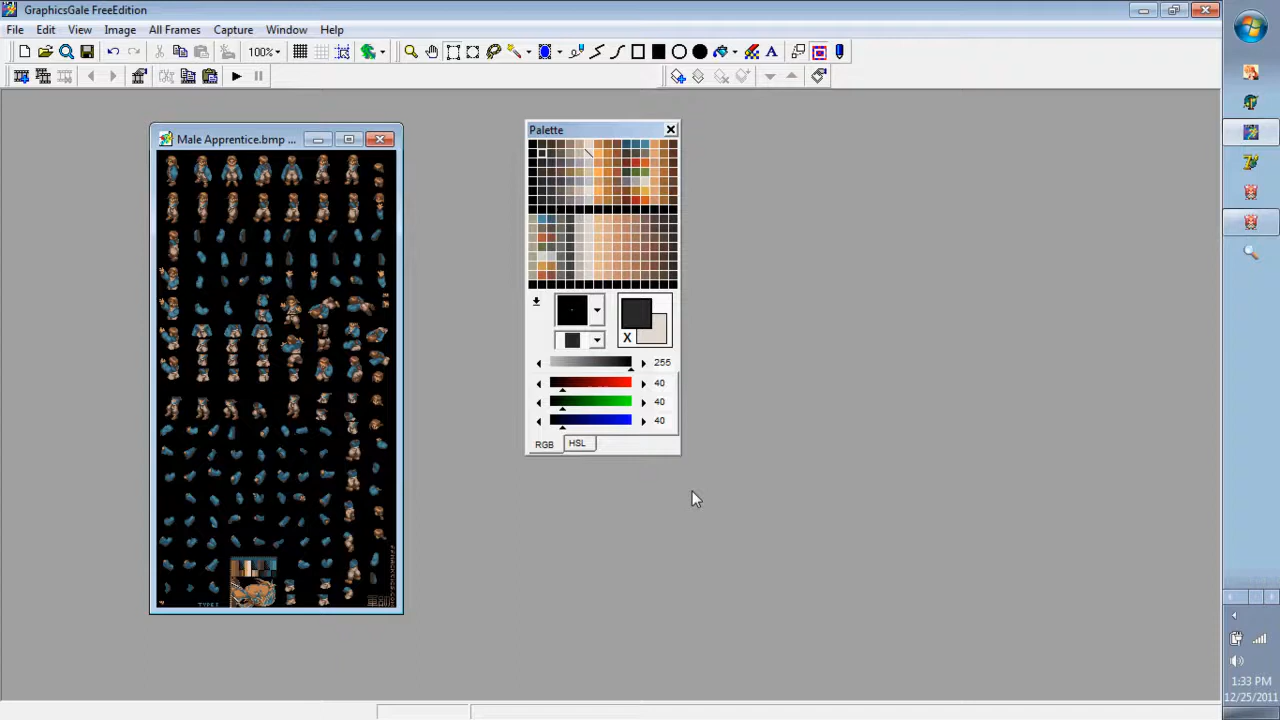 GraphicsGale FreeEdition
File Edit View Image All Frames Capture Window Help
100%
Male Apprentice.bmp ...
Palette
X
255
40
40
40
RGB HSL
TYPE1
1:33 PM
12/25/2011